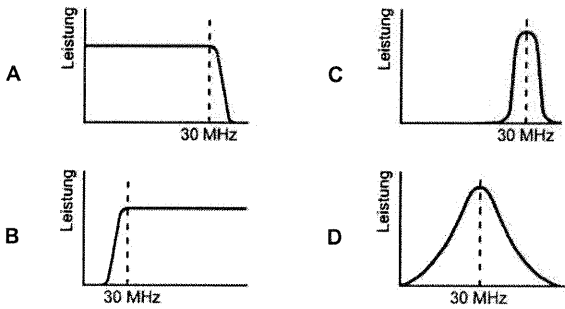 A
Leistung
30 MHz
C
Leistung
30 MHz
B
Leistung
30 MHz
D
Leistung
30 MHz